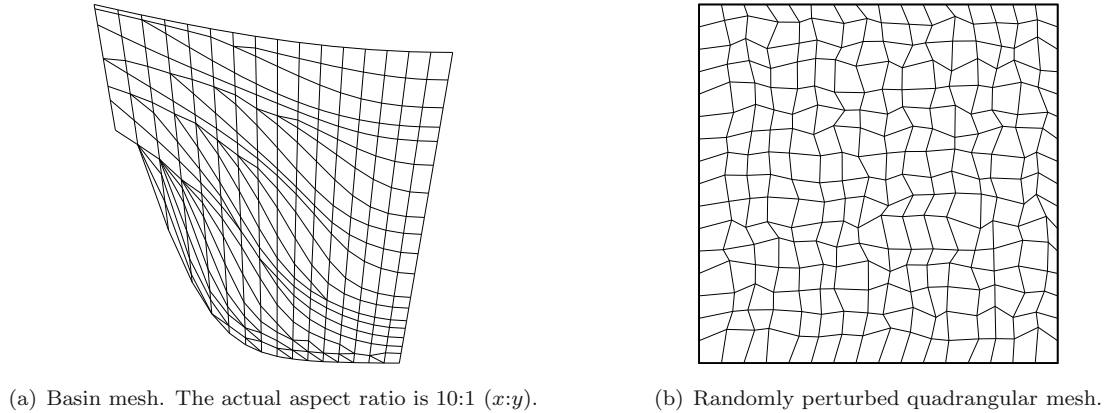 (a) Basin mesh. The actual aspect ratio is 10:1 (x:y).
(b) Randomly perturbed quadrangular mesh.